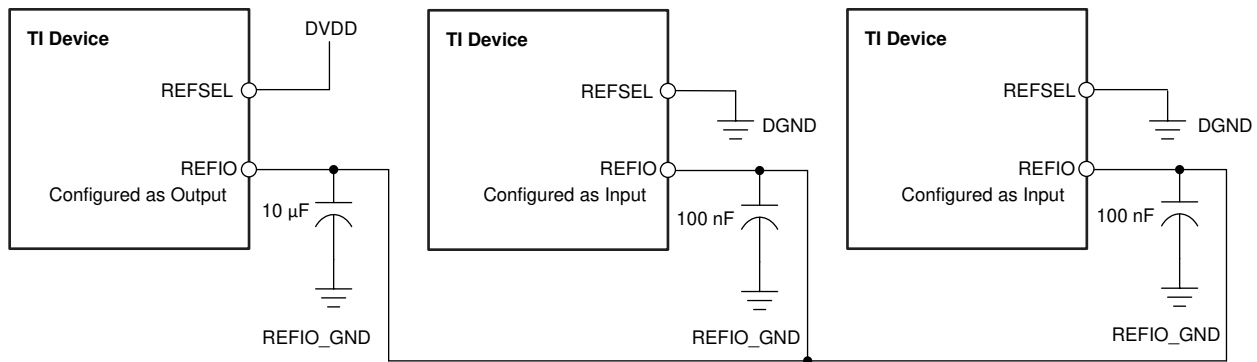 TI Device
DVDD
REFSEL
REFIO
Configured as Output
10 µF
REFIO_GND
TI Device
REFSEL
DGND
REFIO
Configured as Input
100 nF
REFIO_GND
TI Device
REFSEL
DGND
REFIO
Configured as Input
100 nF
REFIO_GND